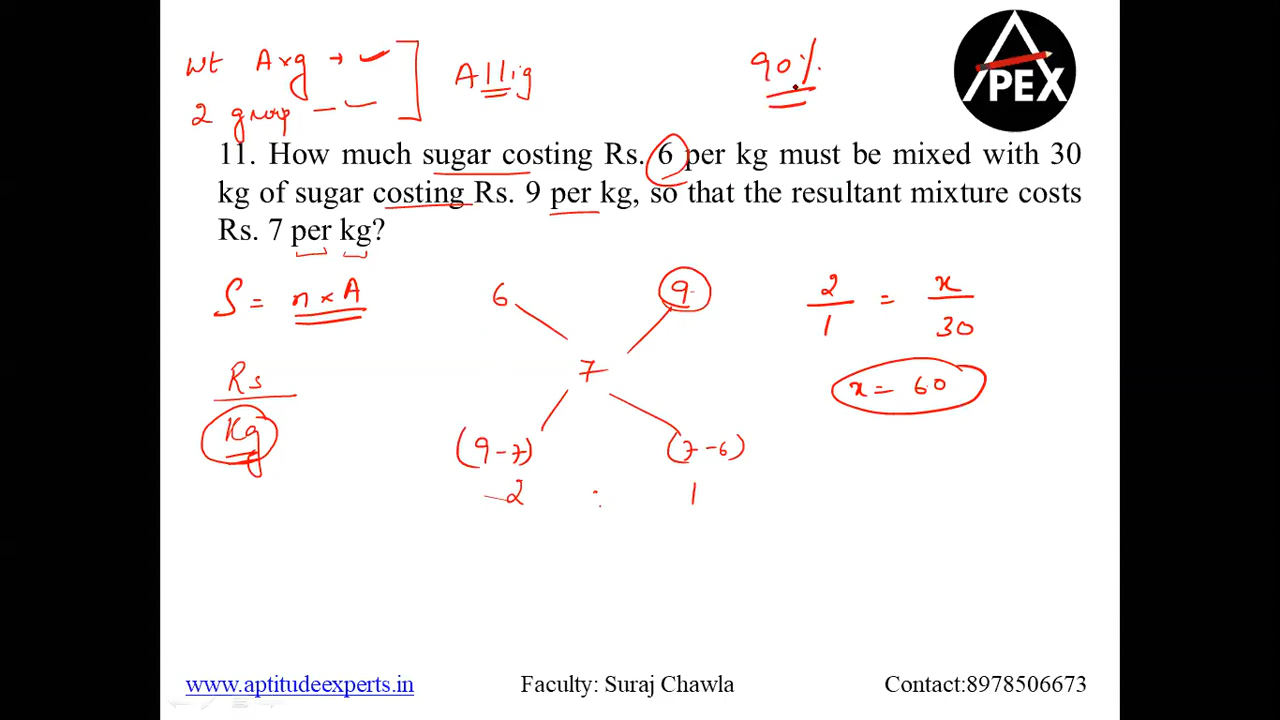 wt Avg →
2 group -
Allig
90%
APEX
11. How much sugar costing Rs. 6 per kg must be mixed with 30
kg of sugar costing Rs. 9 per kg, so that the resultant mixture costs
Rs. 7 per kg?
S = n × A
6 9
2/1 = x/30
7
Rs/Kg
x = 60
(9-7) (7-6)
2 : 1
www.aptitudeexperts.in Faculty: Suraj Chawla Contact:8978506673